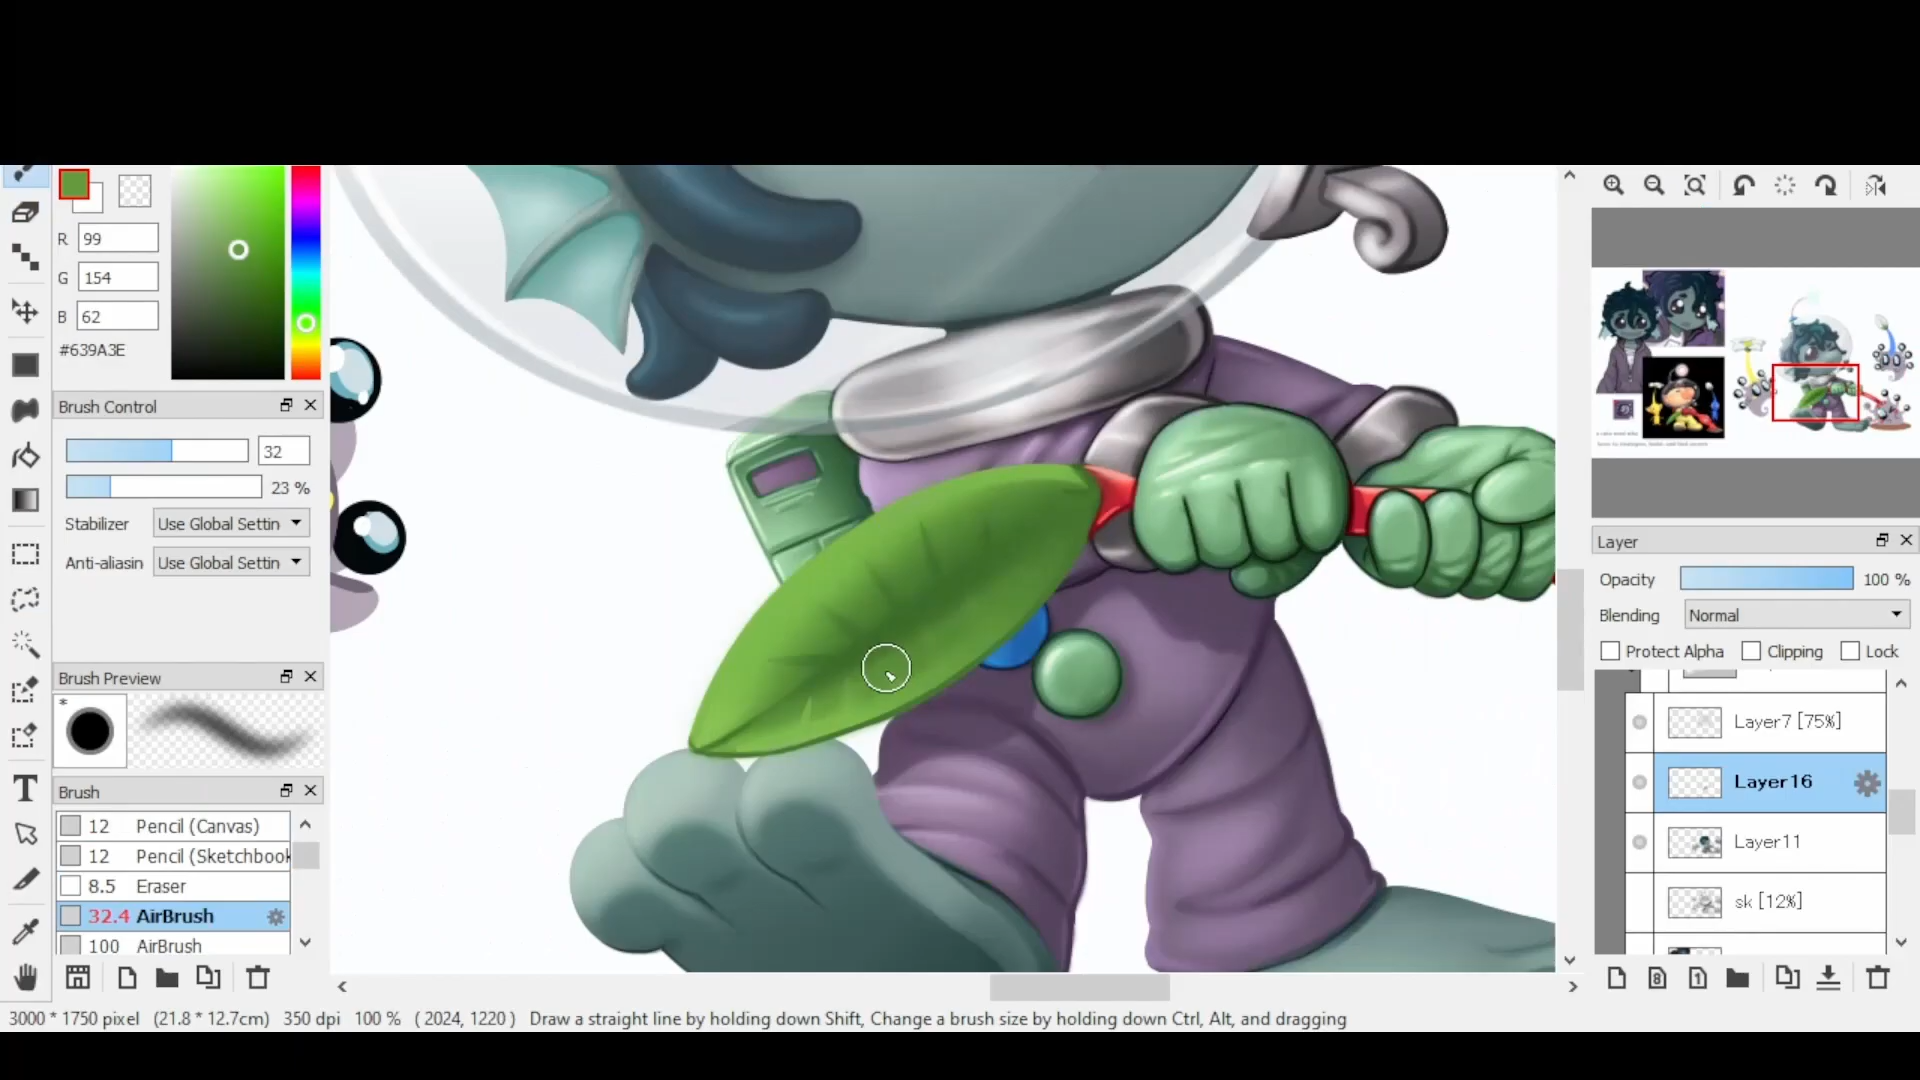 R 99
G 154
B 62
#639A3E
Brush Control
32
23 %
Stabilizer Use Global Settin
Anti-aliasin Use Global Settin
Brush Preview
*
Brush
12 Pencil (Canvas)
12 Pencil (Sketchbook
8.5 Eraser
32.4 AirBrush
100 AirBrush
T
Layer
Opacity 100 %
Blending Normal
Protect Alpha Clipping Lock
Layer7 [75%]
Layer16
Layer11
sk [12%]
8 1
3000 * 1750 pixel (21.8 * 12.7cm) 350 dpi 100 % ( 2024, 1220 ) Draw a straight line by holding down Shift, Change a brush size by holding down Ctrl, Alt, and dragging